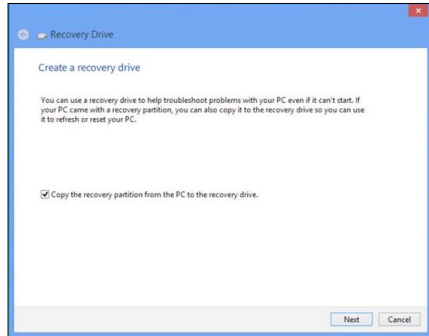 Recovery Drive
Create a recovery drive
You can use a recovery drive to help troubleshoot problems with your PC even if it can't start. If
your PC came with a recovery partition, you can also copy it to the recovery drive so you can use
it to refresh or reset your PC.
Copy the recovery partition from the PC to the recovery drive.
Next Cancel